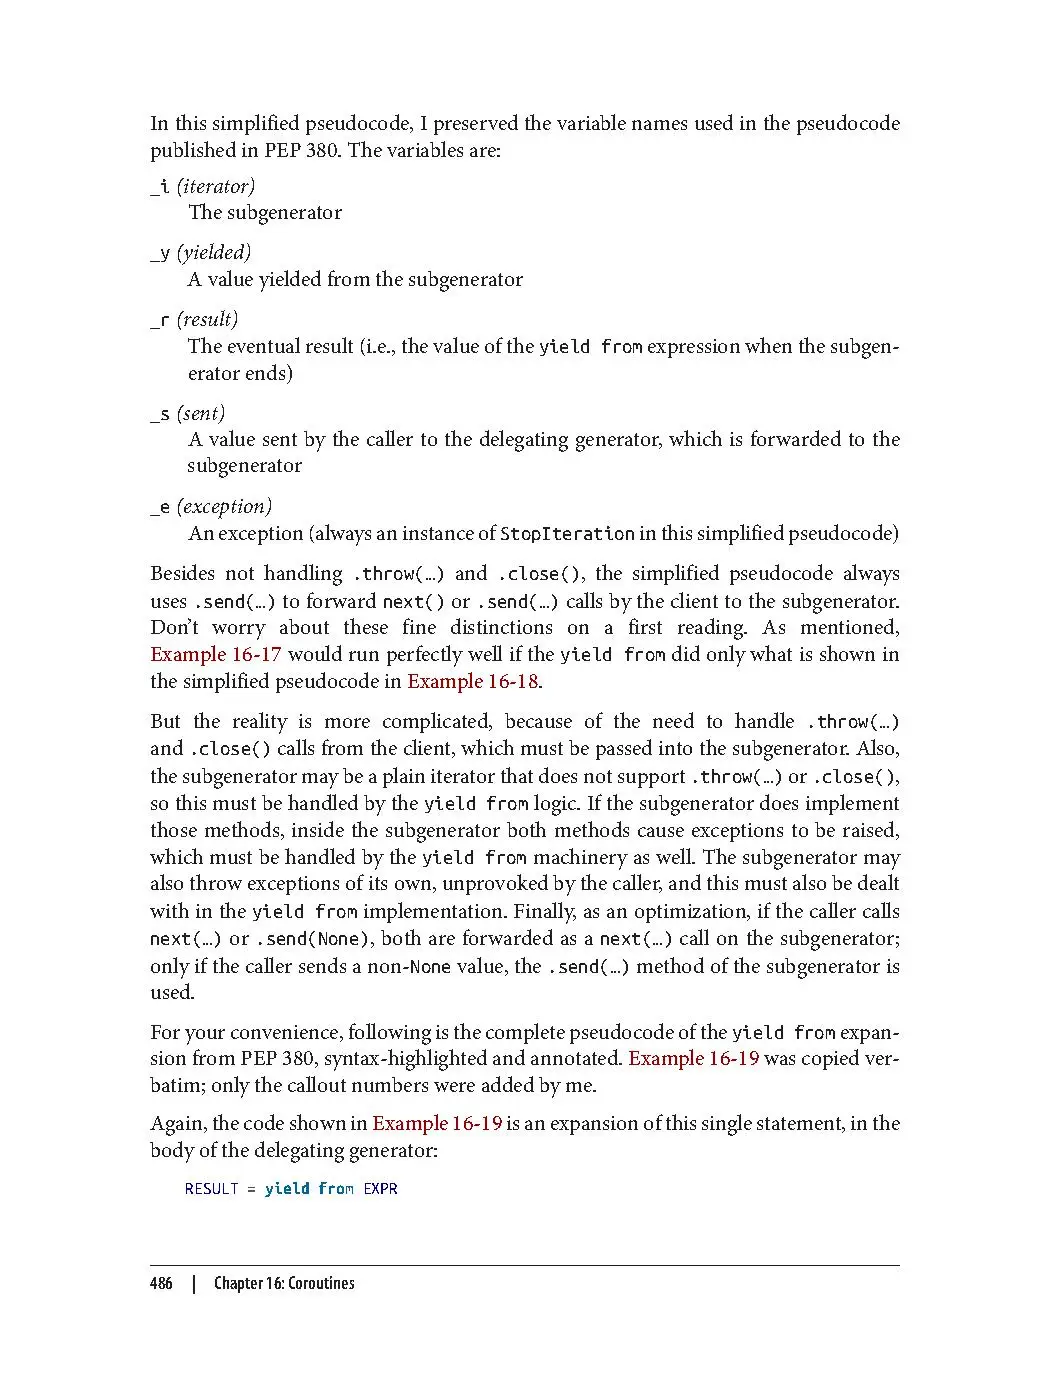 In this simplified pseudocode, I preserved the variable names used in the pseudocode
published in PEP 380. The variables are:
_i (iterator)
The subgenerator
_y (yielded)
A value yielded from the subgenerator
_r (result)
The eventual result (i.e., the value of the yield from expression when the subgen-
erator ends)
_s (sent)
A value sent by the caller to the delegating generator, which is forwarded to the
subgenerator
_e (exception)
An exception (always an instance of StopIteration in this simplified pseudocode)
Besides not handling .throw(…) and .close(), the simplified pseudocode always
uses .send(…) to forward next() or .send(…) calls by the client to the subgenerator.
Don’t worry about these fine distinctions on a first reading. As mentioned,
Example 16-17 would run perfectly well if the yield from did only what is shown in
the simplified pseudocode in Example 16-18.
But the reality is more complicated, because of the need to handle .throw(…)
and .close() calls from the client, which must be passed into the subgenerator. Also,
the subgenerator may be a plain iterator that does not support .throw(…) or .close(),
so this must be handled by the yield from logic. If the subgenerator does implement
those methods, inside the subgenerator both methods cause exceptions to be raised,
which must be handled by the yield from machinery as well. The subgenerator may
also throw exceptions of its own, unprovoked by the caller, and this must also be dealt
with in the yield from implementation. Finally, as an optimization, if the caller calls
next(…) or .send(None), both are forwarded as a next(…) call on the subgenerator;
only if the caller sends a non-None value, the .send(…) method of the subgenerator is
used.
For your convenience, following is the complete pseudocode of the yield from expan-
sion from PEP 380, syntax-highlighted and annotated. Example 16-19 was copied ver-
batim; only the callout numbers were added by me.
Again, the code shown in Example 16-19 is an expansion of this single statement, in the
body of the delegating generator:
RESULT = yield from EXPR
486 | Chapter 16: Coroutines